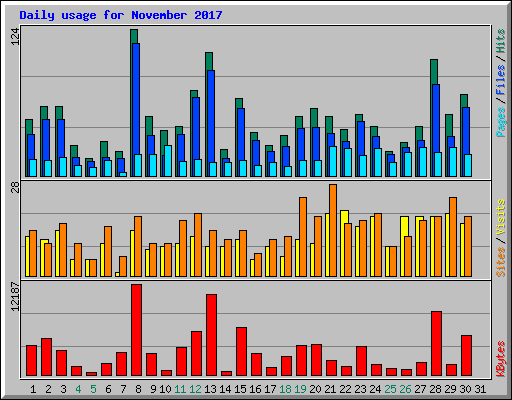 Daily usage for November 2017
124
Pages / Files / Hits
28
Sites / Visits
12187
KBytes
1 2 3 4 5 6 7 8 9 10 11 12 13 14 15 16 17 18 19 20 21 22 23 24 25 26 27 28 29 30 31